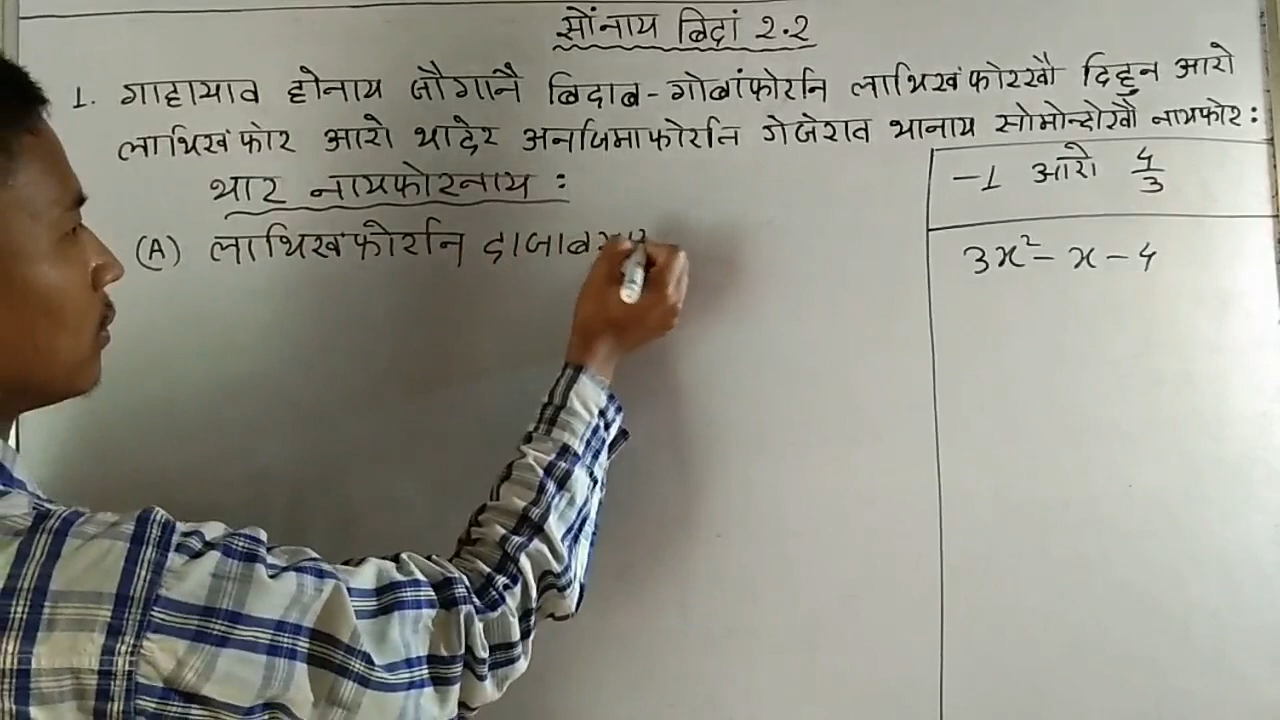 सोंनाय बिदां 2.2
1. गाहायाव होनाय जौगानै बिदाब-गोबांफोरनि लाथिखंफोरखौ दिहुन आरो
लाथिखंफोर आरो थादेर अनजिमाफोरनि गेजेराव थानाय सोमोन्दोखौ नायफोर :
थार नायफोरनाय :
(A) लाथिखंफोरनि दाजाब
-1 आरो 4/3
3x² - x - 4